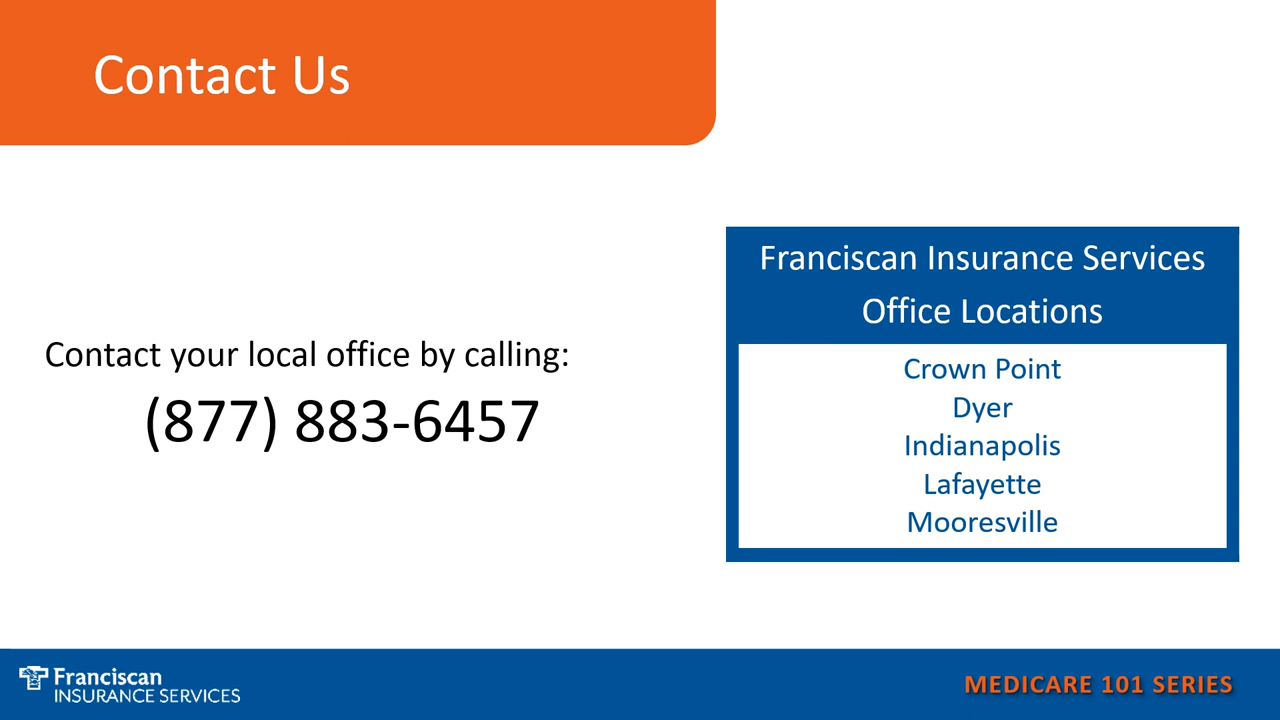 Contact Us
Contact your local office by calling:
(877) 883-6457
Franciscan Insurance Services
Office Locations
Crown Point
Dyer
Indianapolis
Lafayette
Mooresville
Franciscan
INSURANCE SERVICES
MEDICARE 101 SERIES